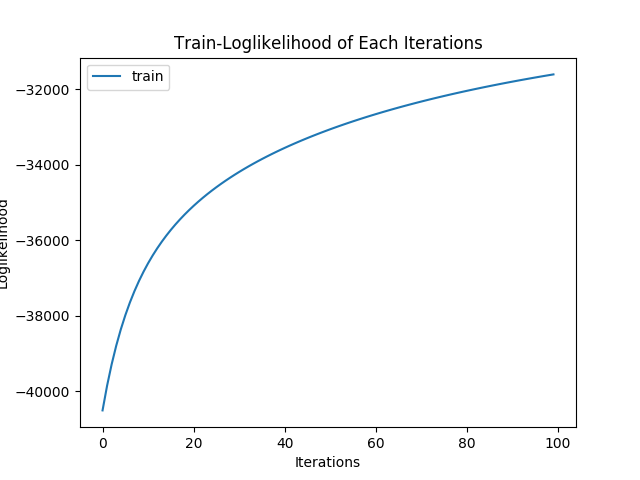 Train-Loglikelihood of Each Iterations
train
−32000
−34000
−36000
−38000
−40000
Loglikelihood
0 20 40 60 80 100
Iterations